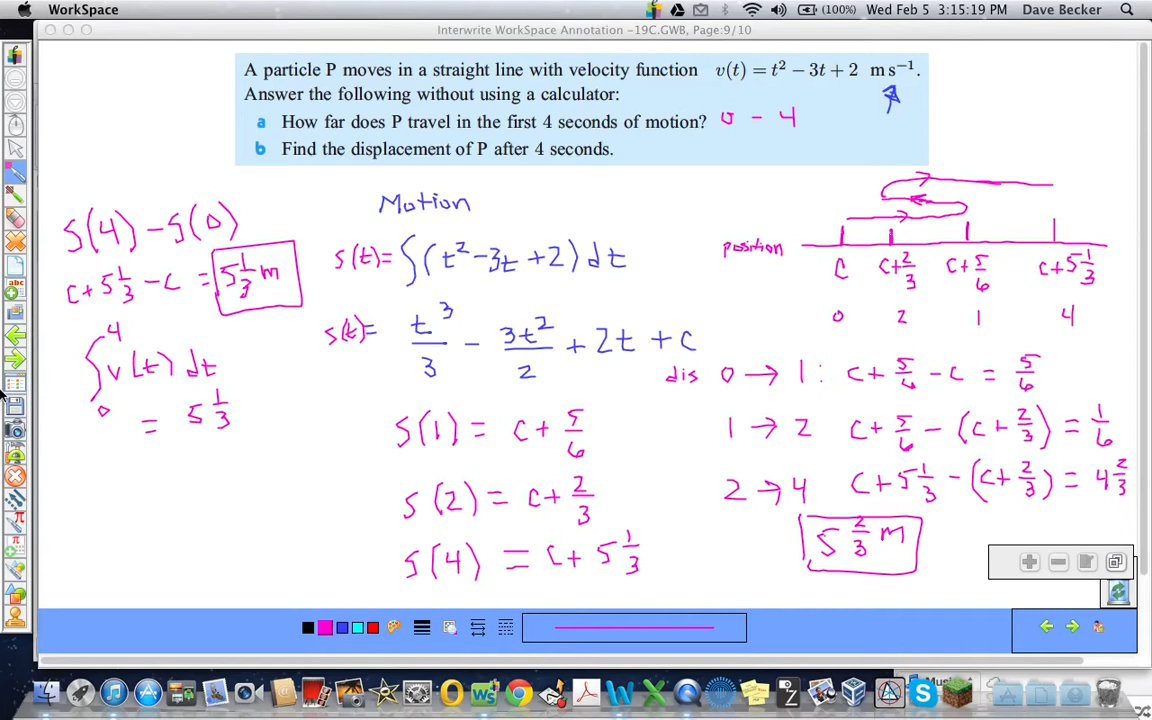 WorkSpace (100%) Wed Feb 5 3:15:19 PM Dave Becker
Interwrite WorkSpace Annotation -19C.GWB, Page:9/10
A particle P moves in a straight line with velocity function v(t) = t² − 3t + 2 m s⁻¹.
Answer the following without using a calculator:
a How far does P travel in the first 4 seconds of motion? 0 - 4
b Find the displacement of P after 4 seconds.
S(4) - S(0)
c + 5 1/3 - c = 5 1/3 m
∫₀⁴ v(t) dt
= 5 1/3
Motion
s(t) = ∫(t² - 3t + 2) dt
s(t) = t³/3 - 3t²/2 + 2t + c
S(1) = c + 5/6
S(2) = c + 2/3
S(4) = c + 5 1/3
position
c c+2/3 c+5/6 c+5 1/3
0 2 1 4
dis 0 → 1 : c + 5/6 - c = 5/6
1 → 2 c + 5/6 - (c + 2/3) = 1/6
2 → 4 c + 5 1/3 - (c + 2/3) = 4 2/3
5 2/3 m